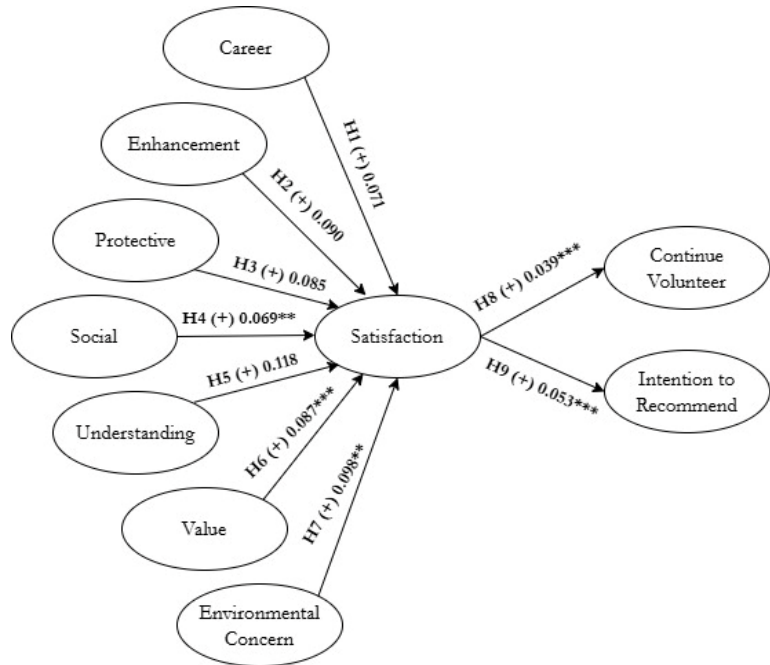 Career
H1 (+) 0.071
Enhancement
H2 (+) 0.090
Protective
H3 (+) 0.085
Continue
Volunteer
H8 (+) 0.039***
Social
H4 (+) 0.069**
Satisfaction
H5 (+) 0.118
H9 (+) 0.053***
Intention to
Recommend
Understanding
H6 (+) 0.087***
Value
H7 (+) 0.098**
Environmental
Concern